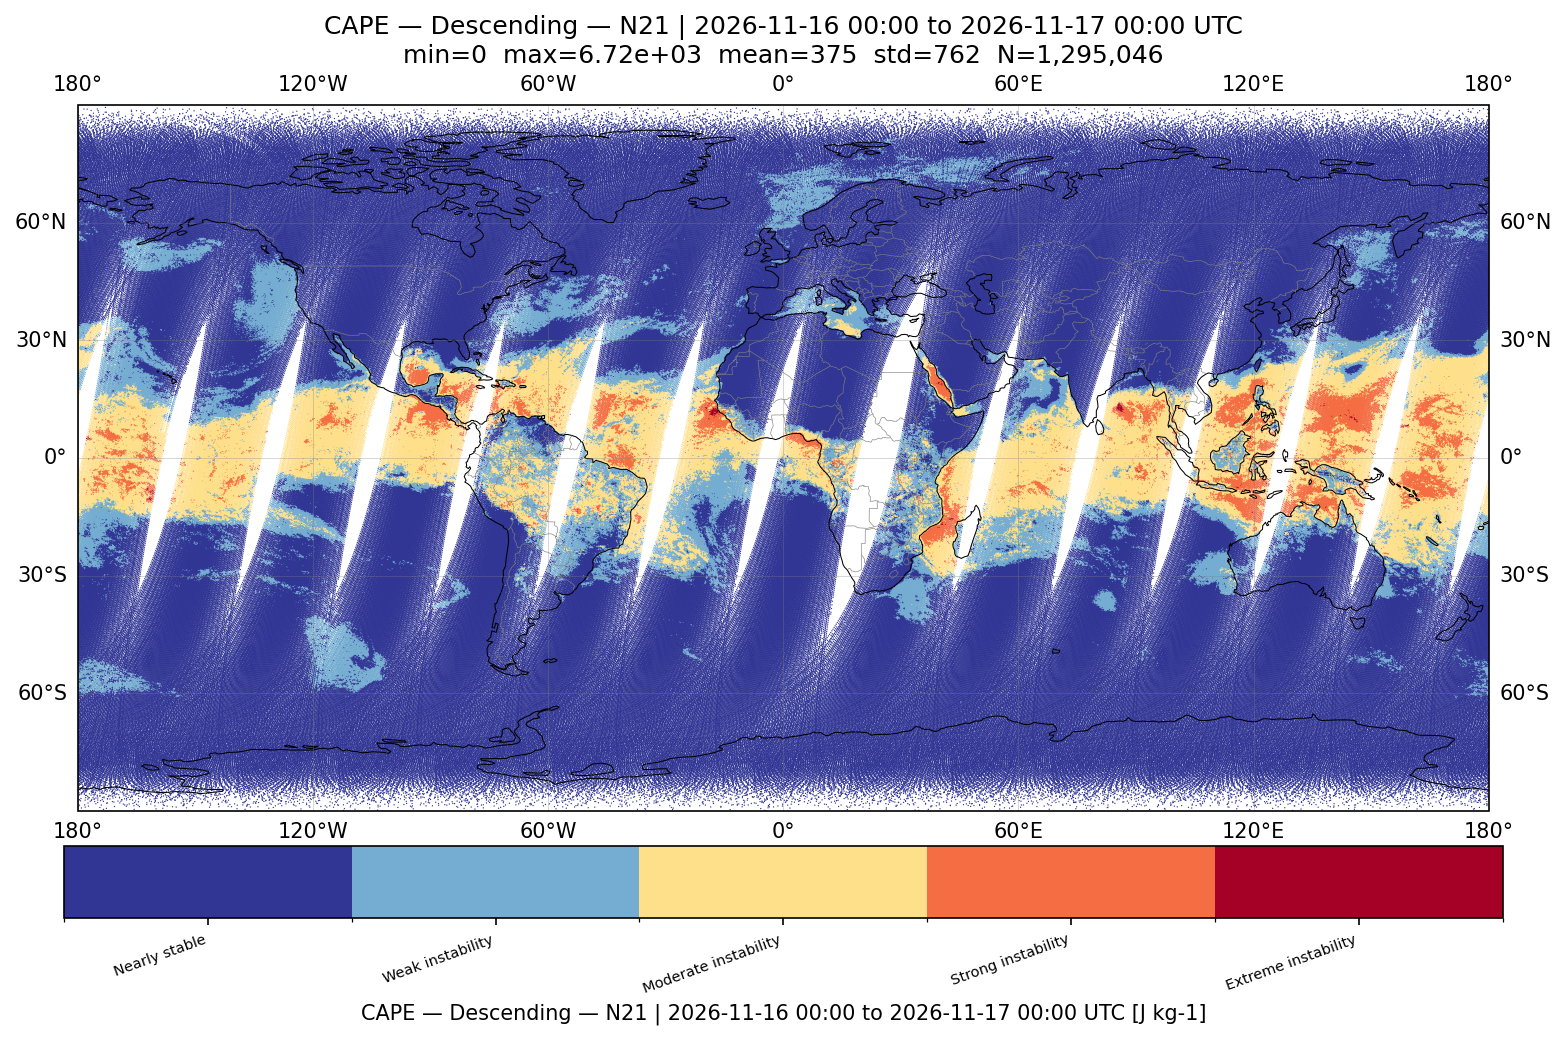 CAPE — Descending — N21 | 2026-11-16 00:00 to 2026-11-17 00:00 UTC
min=0 max=6.72e+03 mean=375 std=762 N=1,295,046
180° 120°W 60°W 0° 60°E 120°E 180°
60°N 60°N
30°N 30°N
0° 0°
30°S 30°S
60°S 60°S
180° 120°W 60°W 0° 60°E 120°E 180°
Nearly stable Weak instability Moderate instability Strong instability Extreme instability
CAPE — Descending — N21 | 2026-11-16 00:00 to 2026-11-17 00:00 UTC [J kg-1]